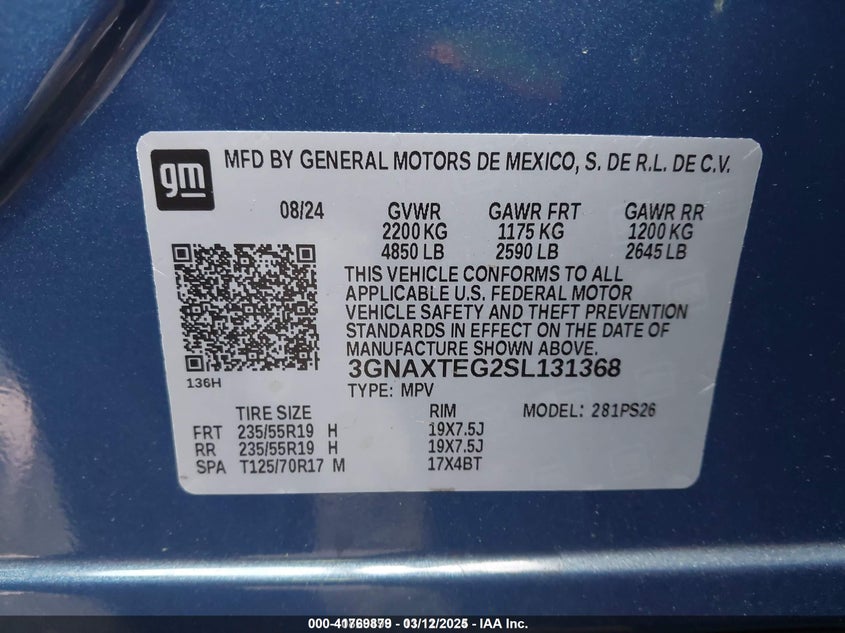 gm MFD BY GENERAL MOTORS DE MEXICO, S. DE R.L. DE C.V.
08/24 GVWR GAWR FRT GAWR RR
2200 KG 1175 KG 1200 KG
4850 LB 2590 LB 2645 LB
THIS VEHICLE CONFORMS TO ALL
APPLICABLE U.S. FEDERAL MOTOR
VEHICLE SAFETY AND THEFT PREVENTION
STANDARDS IN EFFECT ON THE DATE OF
MANUFACTURE SHOWN ABOVE.
3GNAXTEG2SL131368
136H
TYPE: MPV
TIRE SIZE RIM MODEL: 281PS26
FRT 235/55R19 H 19X7.5J
RR 235/55R19 H 19X7.5J
SPA T125/70R17 M 17X4BT
000-41769879 - 03/12/2025 - IAA Inc.